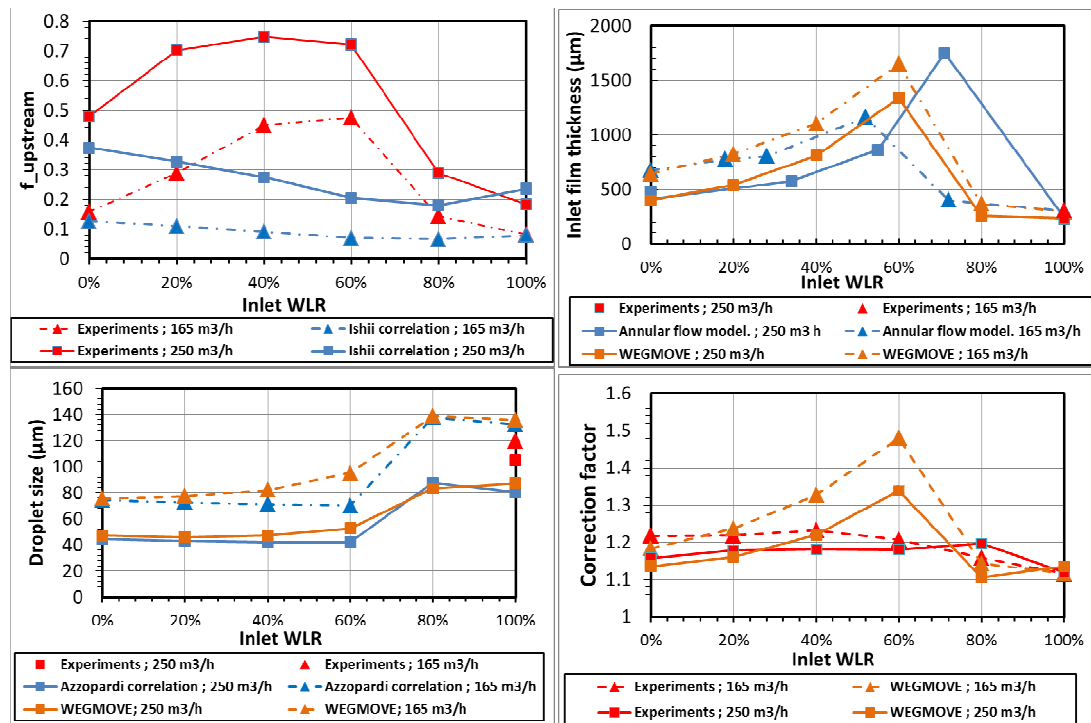 0.8
0.7
0.6
0.5
0.4
0.3
0.2
0.1
0
f_upstream
0% 20% 40% 60% 80% 100%
Inlet WLR
Experiments ; 165 m3/h Ishii correlation ; 165 m3/h
Experiments ; 250 m3/h Ishii correlation ; 250 m3/h
2000
1500
1000
500
0
Inlet film thickness (µm)
0% 20% 40% 60% 80% 100%
Inlet WLR
Experiments ; 250 m3/h Experiments ; 165 m3/h
Annular flow model. ; 250 m3 h Annular flow model. 165 m3/h
WEGMOVE ; 250 m3/h WEGMOVE ; 165 m3/h
160
140
120
100
80
60
40
20
0
Droplet size (µm)
0% 20% 40% 60% 80% 100%
Inlet WLR
Experiments ; 250 m3/h Experiments ; 165 m3/h
Azzopardi correlation ; 250 m3/h Azzopardi correlation ; 165 m3/h
WEGMOVE; 250 m3/h WEGMOVE; 165 m3/h
1.6
1.5
1.4
1.3
1.2
1.1
1
Correction factor
0% 20% 40% 60% 80% 100%
Inlet WLR
Experiments ; 165 m3/h WEGMOVE ; 165 m3/h
Experiments ; 250 m3/h WEGMOVE ; 250 m3/h